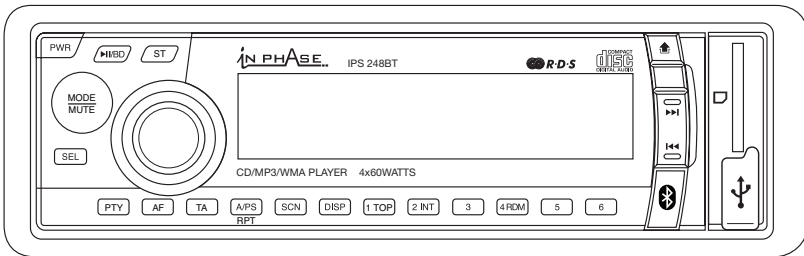 PWR
▶II/BD
ST
iN PHASE..
IPS 248BT
R·D·S
COMPACT
disc
DIGITAL AUDIO
MODE
MUTE
SEL
CD/MP3/WMA PLAYER 4x60WATTS
PTY AF TA A/PS SCN DISP 1 TOP 2 INT 3 4 RDM 5 6
RPT